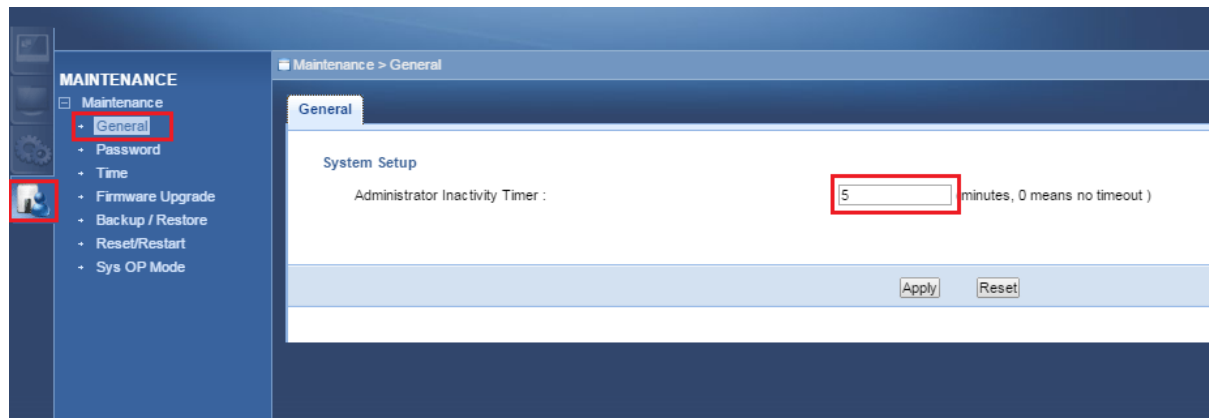 MAINTENANCE
Maintenance
General
Password
Time
Firmware Upgrade
Backup / Restore
Reset/Restart
Sys OP Mode
Maintenance > General
General
System Setup
Administrator Inactivity Timer : 5 minutes, 0 means no timeout )
Apply Reset